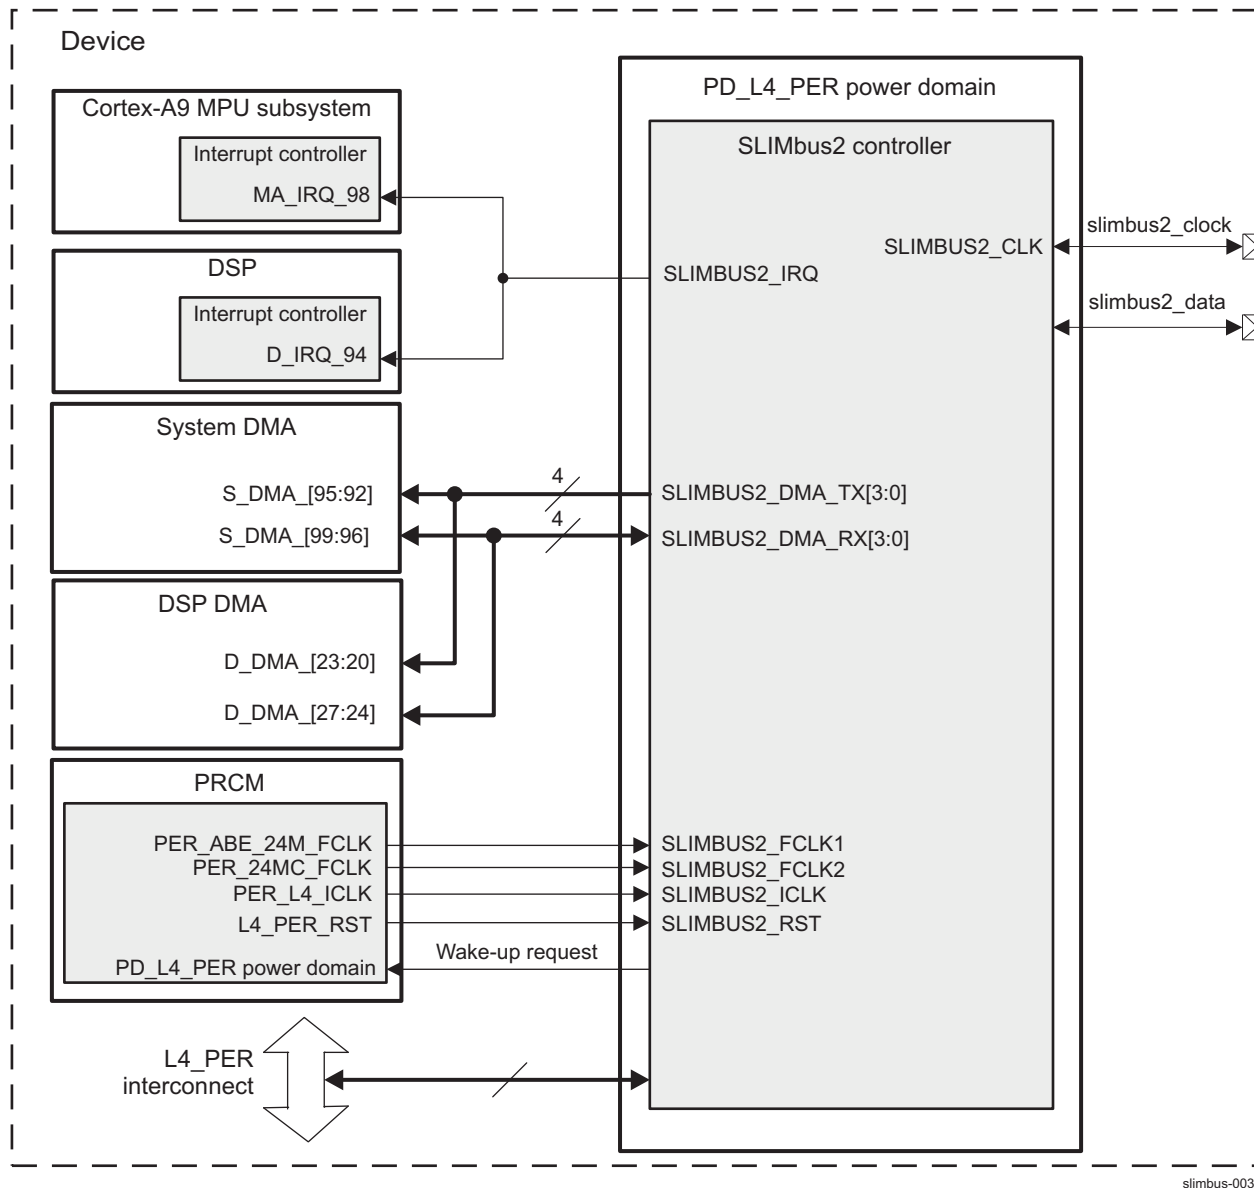 Device
Cortex-A9 MPU subsystem
Interrupt controller
MA_IRQ_98
DSP
Interrupt controller
D_IRQ_94
System DMA
S_DMA_[95:92]
S_DMA_[99:96]
DSP DMA
D_DMA_[23:20]
D_DMA_[27:24]
PRCM
PER_ABE_24M_FCLK
PER_24MC_FCLK
PER_L4_ICLK
L4_PER_RST
PD_L4_PER power domain
Wake-up request
L4_PER
interconnect
4
4
PD_L4_PER power domain
SLIMbus2 controller
SLIMBUS2_CLK
SLIMBUS2_IRQ
SLIMBUS2_DMA_TX[3:0]
SLIMBUS2_DMA_RX[3:0]
SLIMBUS2_FCLK1
SLIMBUS2_FCLK2
SLIMBUS2_ICLK
SLIMBUS2_RST
slimbus2_clock
slimbus2_data
slimbus-003